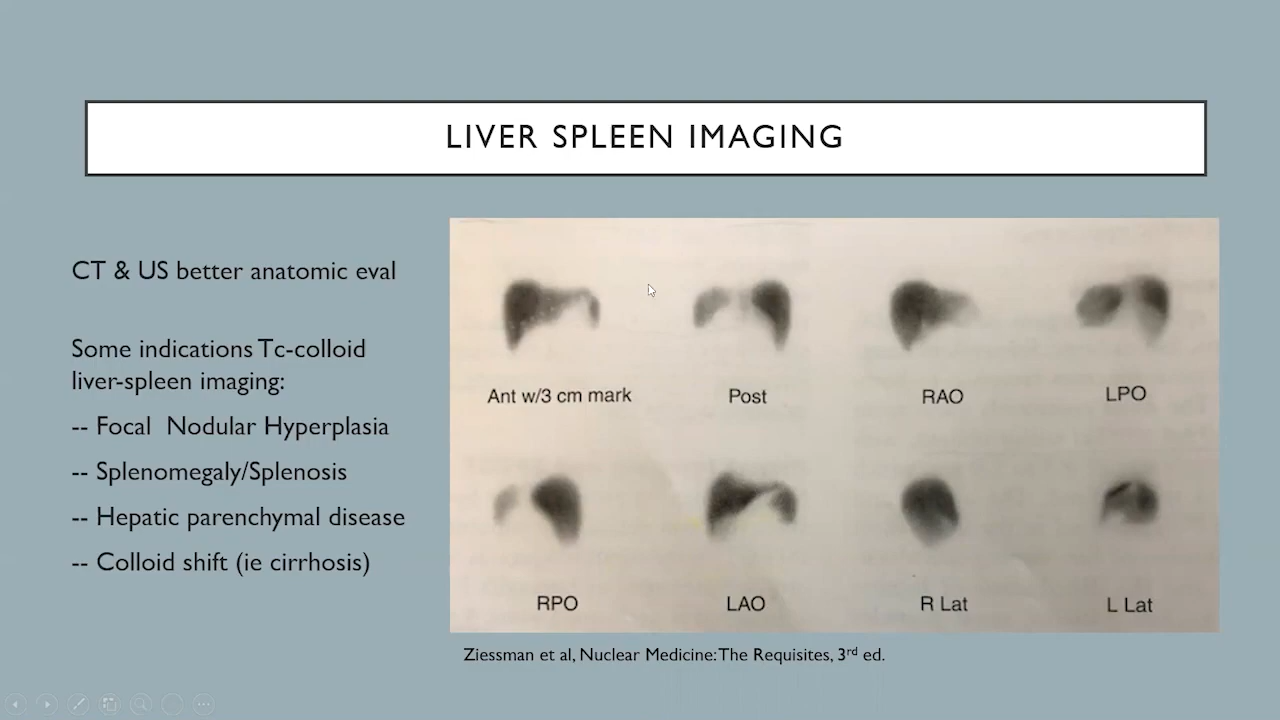 LIVER SPLEEN IMAGING
CT & US better anatomic eval
Some indications Tc-colloid
liver-spleen imaging:
-- Focal Nodular Hyperplasia
-- Splenomegaly/Splenosis
-- Hepatic parenchymal disease
-- Colloid shift (ie cirrhosis)
Ant w/3 cm mark
Post
RAO
LPO
RPO
LAO
R Lat
L Lat
Ziessman et al, Nuclear Medicine: The Requisites, 3rd ed.